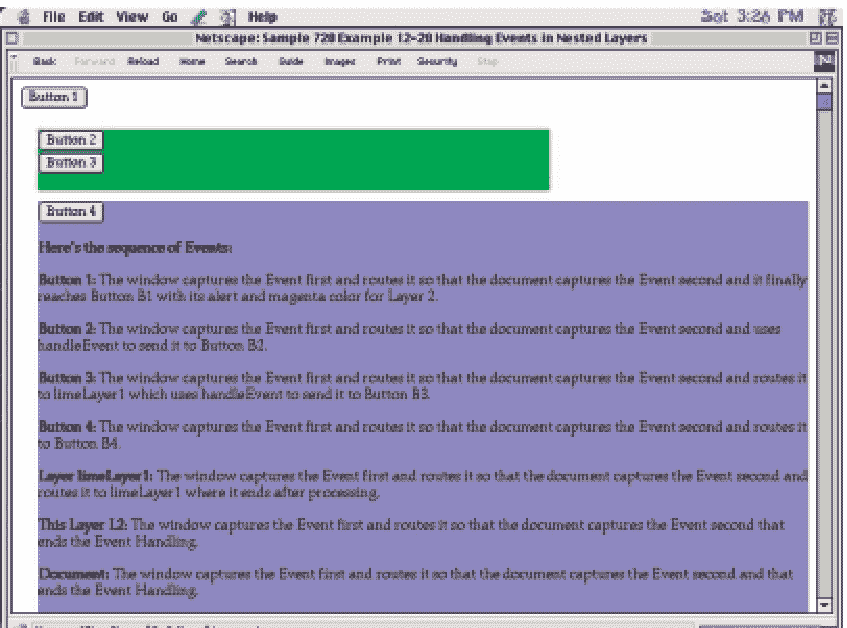 File Edit View Go Help Sat 3:26 PM
Netscape: Sample 720 Example 12-20 Handling Events in Nested Layers
Back Forward Reload Home Search Guide Images Print Security Stop
Button 1
Button 2
Button 3
Button 4
Here's the sequence of Events:
Button 1: The window captures the Event first and routes it so that the document captures the Event second and it finally
reaches Button B1 with its alert and magenta color for Layer 2.
Button 2: The window captures the Event first and routes it so that the document captures the Event second and uses
handleEvent to send it to Button B2.
Button 3: The window captures the Event first and routes it so that the document captures the Event second and routes it
to limeLayer1 which uses handleEvent to send it to Button B3.
Button 4: The window captures the Event first and routes it so that the document captures the Event second and routes it
to Button B4.
Layer limeLayer1: The window captures the Event first and routes it so that the document captures the Event second and
routes it to limeLayer1 where it ends after processing.
This Layer L2: The window captures the Event first and routes it so that the document captures the Event second that
ends the Event Handling.
Document: The window captures the Event first and routes it so that the document captures the Event second and that
ends the Event Handling.